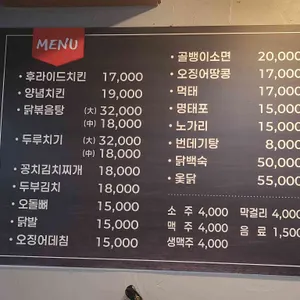 MENU
· 후라이드치킨 17,000
· 양념치킨 19,000
· 닭볶음탕 (大) 32,000
(中) 18,000
· 두루치기 (大) 32,000
(中) 18,000
· 꽁치김치찌개 18,000
· 두부김치 18,000
· 오돌뼈 15,000
· 닭발 15,000
· 오징어데침 15,000
· 골뱅이소면 20,000
· 오징어땅콩 17,000
· 먹태 17,000
· 명태포 15,000
· 노가리 15,000
· 번데기탕 8,000
· 닭백숙 50,000
· 옻닭 55,000
소 주 4,000 막걸리 4,000
맥 주 4,000 음 료 1,500
생맥주 4,000